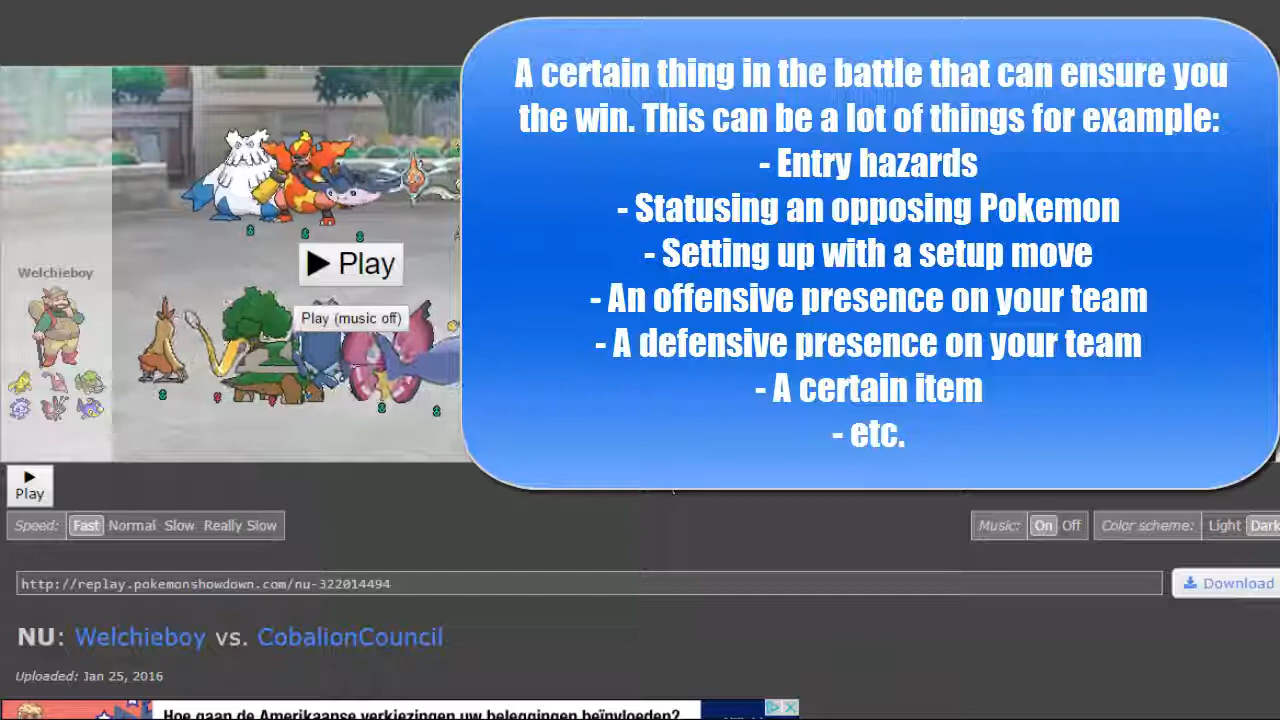 A certain thing in the battle that can ensure you
the win. This can be a lot of things for example:
- Entry hazards
- Statusing an opposing Pokemon
- Setting up with a setup move
- An offensive presence on your team
- A defensive presence on your team
- A certain item
- etc.
Welchieboy
Play
Play (music off)
Play
Speed: Fast Normal Slow Really Slow
Music: On Off
Color scheme: Light Dark
http://replay.pokemonshowdown.com/nu-322014494
Download
NU: Welchieboy vs. CobalionCouncil
Uploaded: Jan 25, 2016
Hoe gaan de Amerikaanse verkiezingen uw beleggingen beïnvloeden?